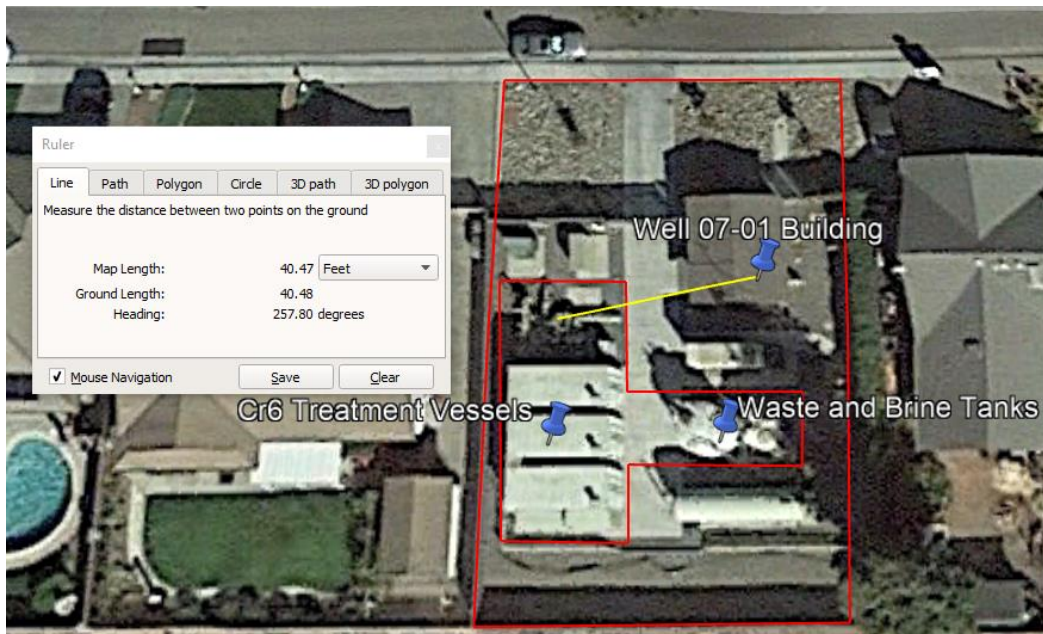 Ruler
Line Path Polygon Circle 3D path 3D polygon
Measure the distance between two points on the ground
Map Length: 40.47 Feet
Ground Length: 40.48
Heading: 257.80 degrees
Mouse Navigation Save Clear
Well 07-01 Building
Cr6 Treatment Vessels
Waste and Brine Tanks